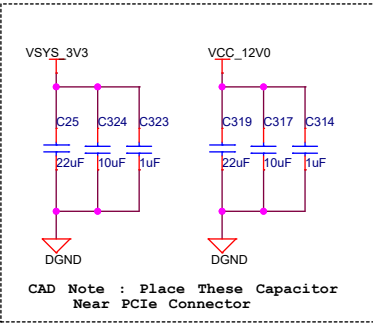 VSYS_3V3 VCC_12V0
C25 C324 C323 C319 C317 C314
22uF 10uF 1uF 22uF 10uF 1uF
DGND DGND
CAD Note : Place These Capacitor
Near PCIe Connector